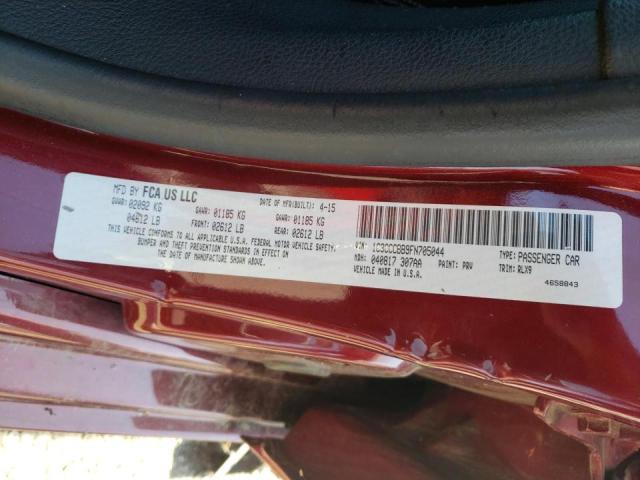 MFD BY FCA US LLC DATE OF MFR(BUILT): 4-15
GVWR: 02092 KG GAWR: 01185 KG GAWR: 01185 KG
04612 LB FRONT: 02612 LB REAR: 02612 LB
THIS VEHICLE CONFORMS TO ALL APPLICABLE U.S.A. FEDERAL MOTOR VEHICLE SAFETY,
BUMPER AND THEFT PREVENTION STANDARDS IN EFFECT
ON THE DATE OF MANUFACTURE SHOWN ABOVE.
VIN: 1C3CCCBB9FN705044 TYPE: PASSENGER CAR
MDH: 040817 307AA PAINT: PRV TRIM: RLX9
VEHICLE MADE IN U.S.A. 4658843